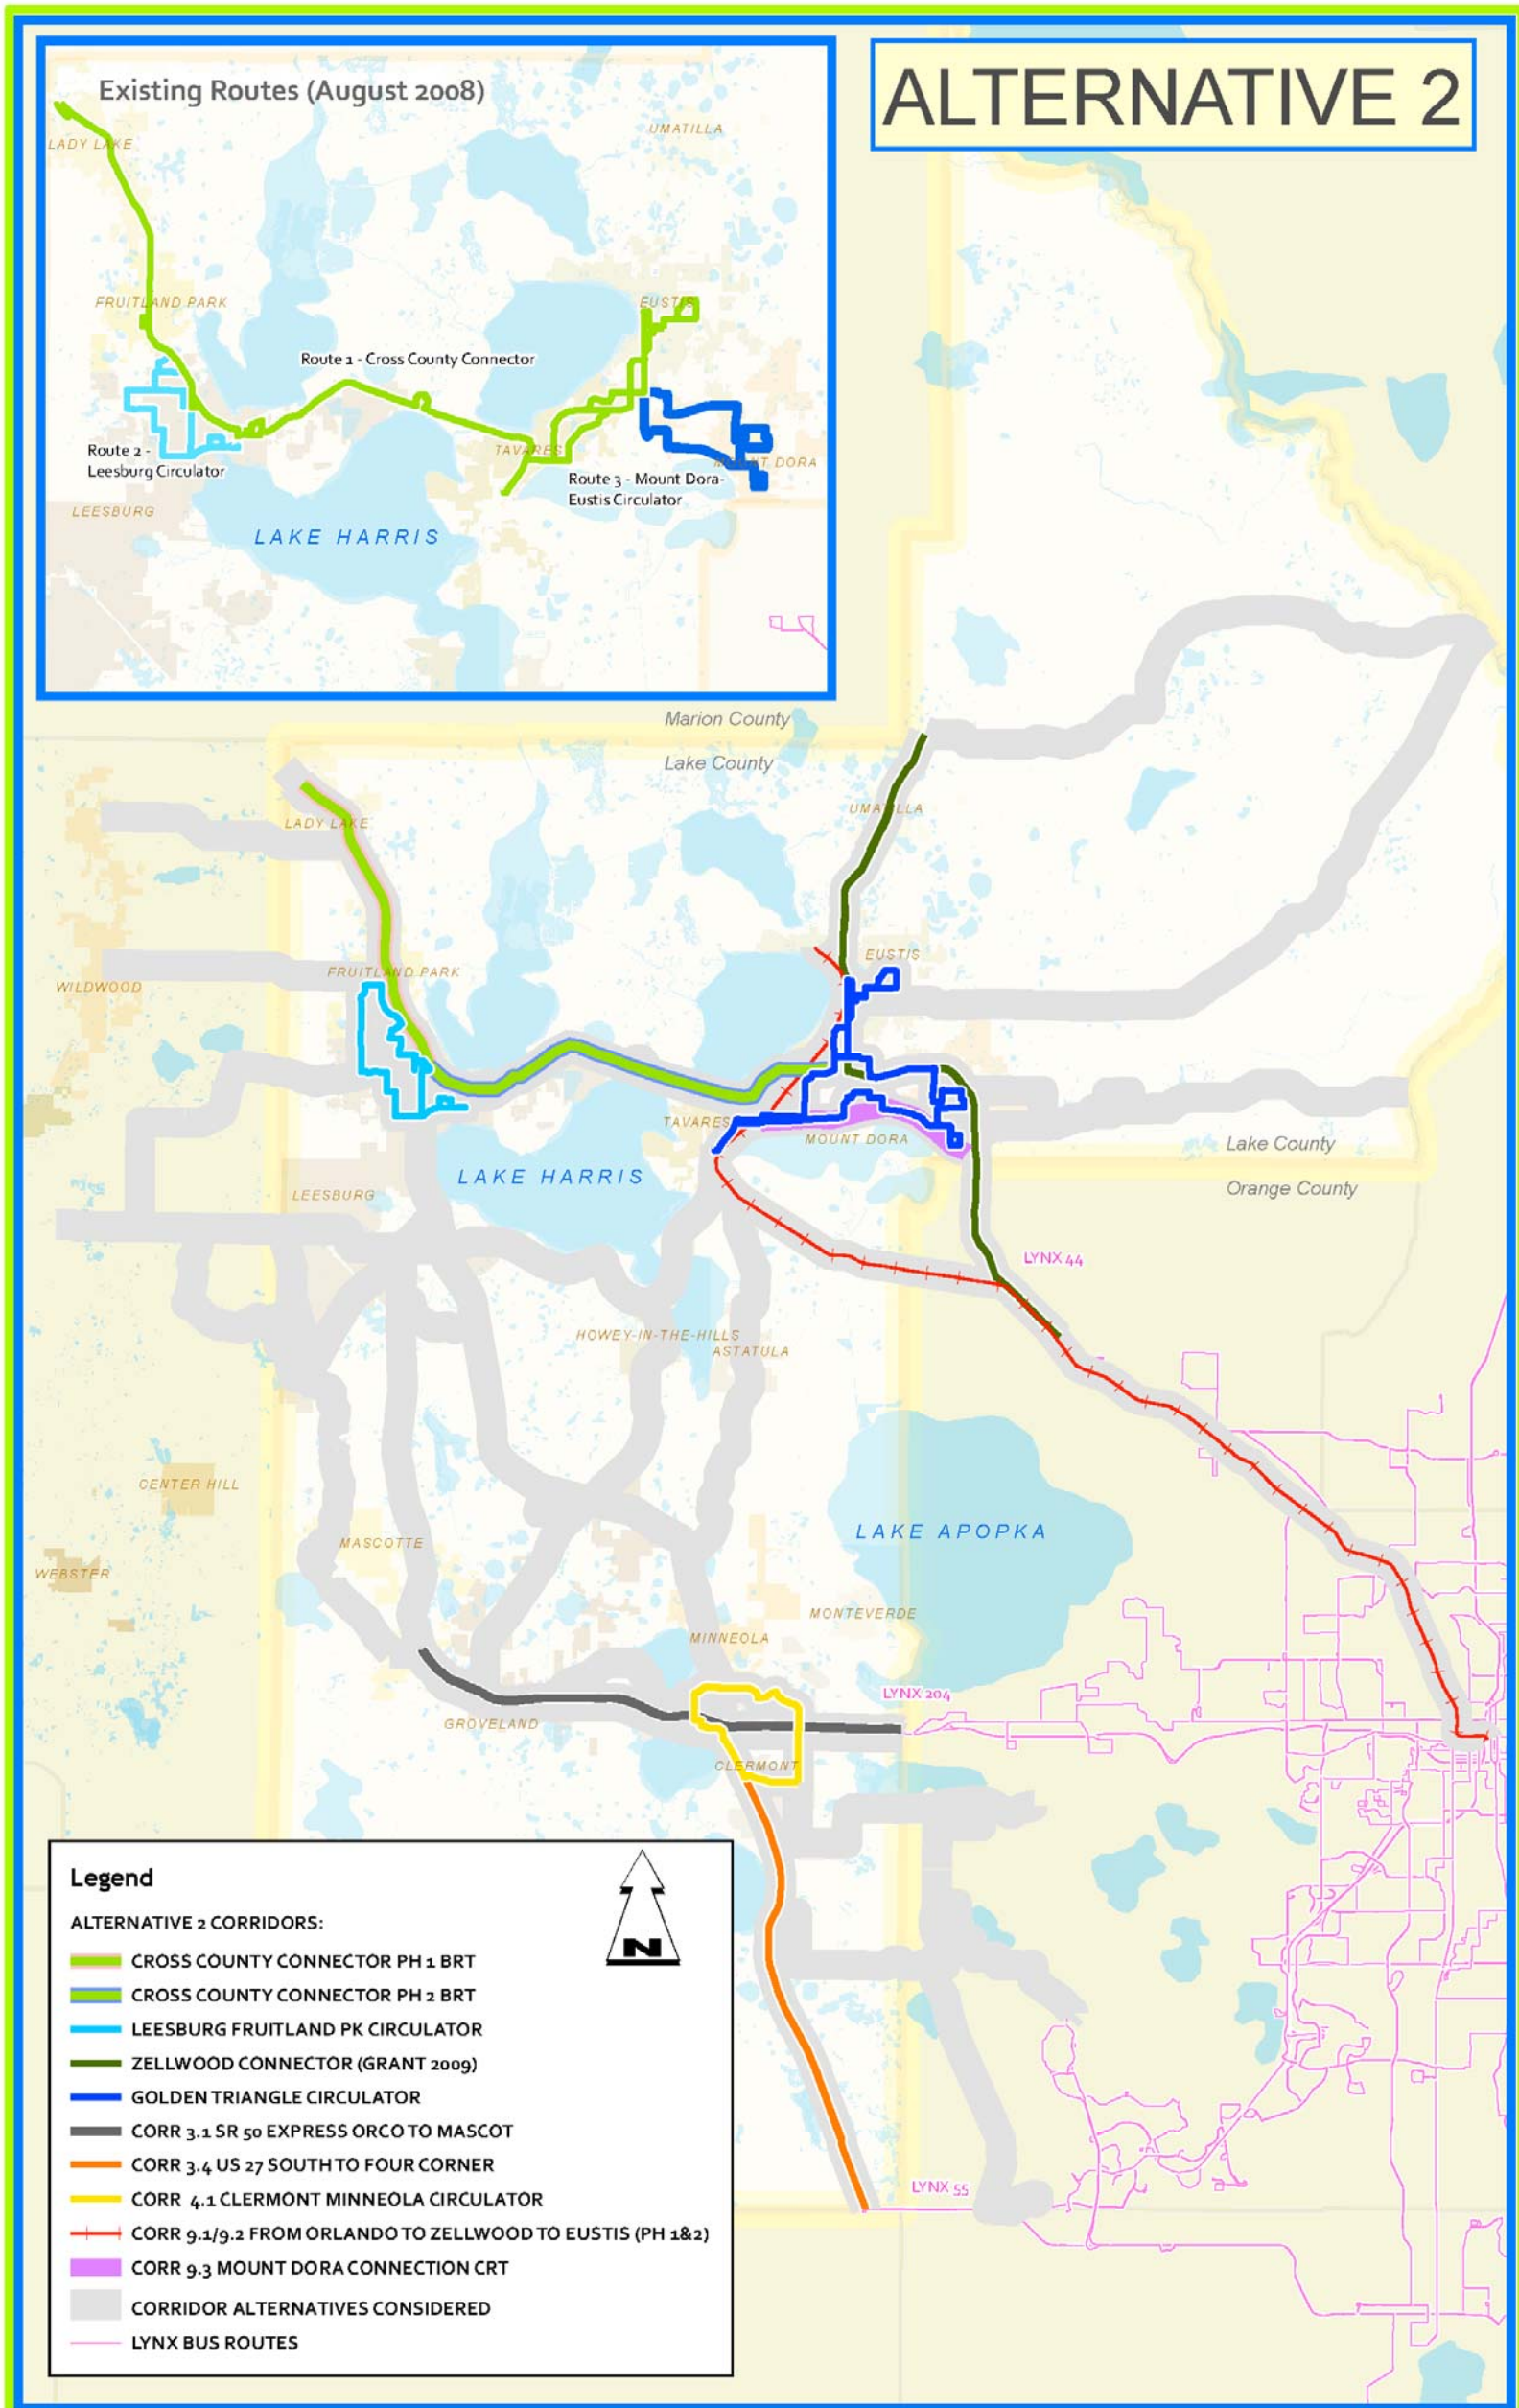 Existing Routes (August 2008)
ALTERNATIVE 2
UMATILLA
LADY LAKE
FRUITLAND PARK
EUSTIS
Route 1 - Cross County Connector
Route 2 -
Leesburg Circulator
TAVARES
MOUNT DORA
Route 3 - Mount Dora-
Eustis Circulator
LEESBURG
LAKE HARRIS
Marion County
Lake County
UMATILLA
LADY LAKE
EUSTIS
FRUITLAND PARK
WILDWOOD
TAVARES
MOUNT DORA
Lake County
LAKE HARRIS
LEESBURG
Orange County
LYNX 44
HOWEY-IN-THE-HILLS
ASTATULA
CENTER HILL
LAKE APOPKA
MASCOTTE
WEBSTER
MONTEVERDE
MINNEOLA
LYNX 204
GROVELAND
CLERMONT
LYNX 55
Legend
N
ALTERNATIVE 2 CORRIDORS:
CROSS COUNTY CONNECTOR PH 1 BRT
CROSS COUNTY CONNECTOR PH 2 BRT
LEESBURG FRUITLAND PK CIRCULATOR
ZELLWOOD CONNECTOR (GRANT 2009)
GOLDEN TRIANGLE CIRCULATOR
CORR 3.1 SR 50 EXPRESS ORCO TO MASCOT
CORR 3.4 US 27 SOUTH TO FOUR CORNER
CORR 4.1 CLERMONT MINNEOLA CIRCULATOR
CORR 9.1/9.2 FROM ORLANDO TO ZELLWOOD TO EUSTIS (PH 1&2)
CORR 9.3 MOUNT DORA CONNECTION CRT
CORRIDOR ALTERNATIVES CONSIDERED
LYNX BUS ROUTES